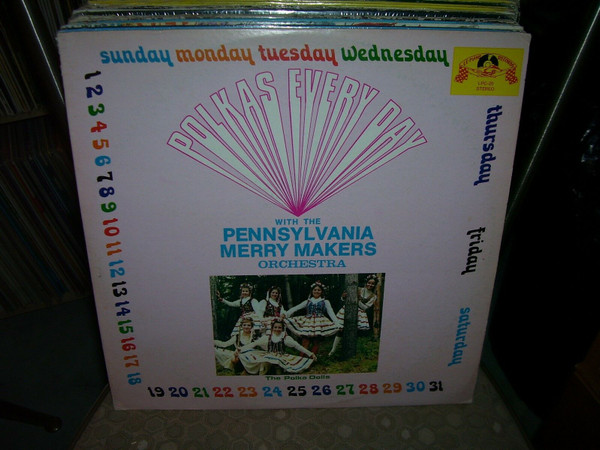 sunday monday tuesday wednesday
thursday
friday
saturday
1
2
3
4
5
6
7
8
9
10
11
12
13
14
15
16
17
18
19 20 21 22 23 24 25 26 27 28 29 30 31
POLKAS EVERY DAY
WITH THE
PENNSYLVANIA
MERRY MAKERS
ORCHESTRA
The Polka Dolls
STEREO